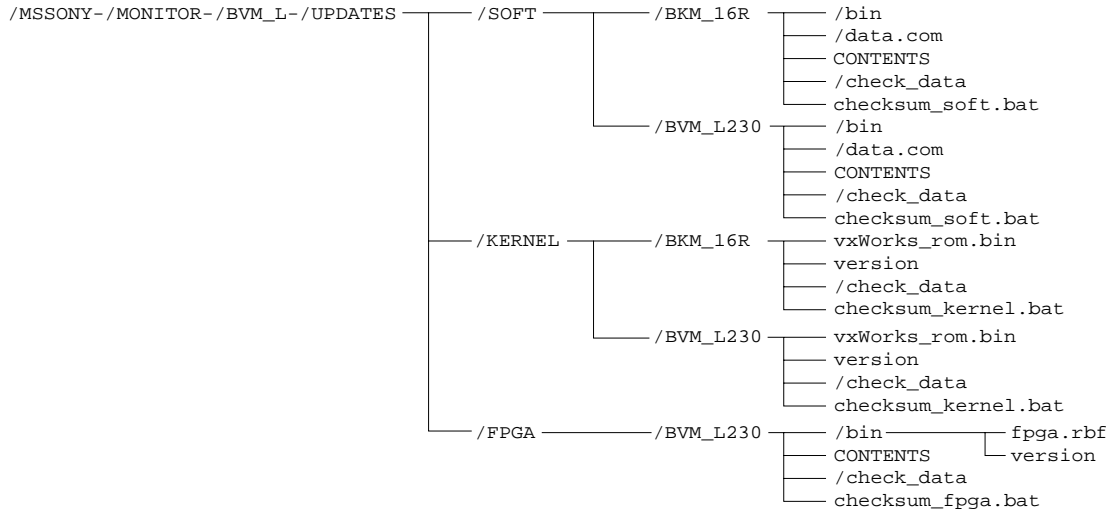 /MSSONY-/MONITOR-/BVM_L-/UPDATES /SOFT /BKM_16R /bin
/data.com
CONTENTS
/check_data
checksum_soft.bat
/BVM_L230 /bin
/data.com
CONTENTS
/check_data
checksum_soft.bat
/KERNEL /BKM_16R vxWorks_rom.bin
version
/check_data
checksum_kernel.bat
/BVM_L230 vxWorks_rom.bin
version
/check_data
checksum_kernel.bat
/FPGA /BVM_L230 /bin fpga.rbf
CONTENTS version
/check_data
checksum_fpga.bat